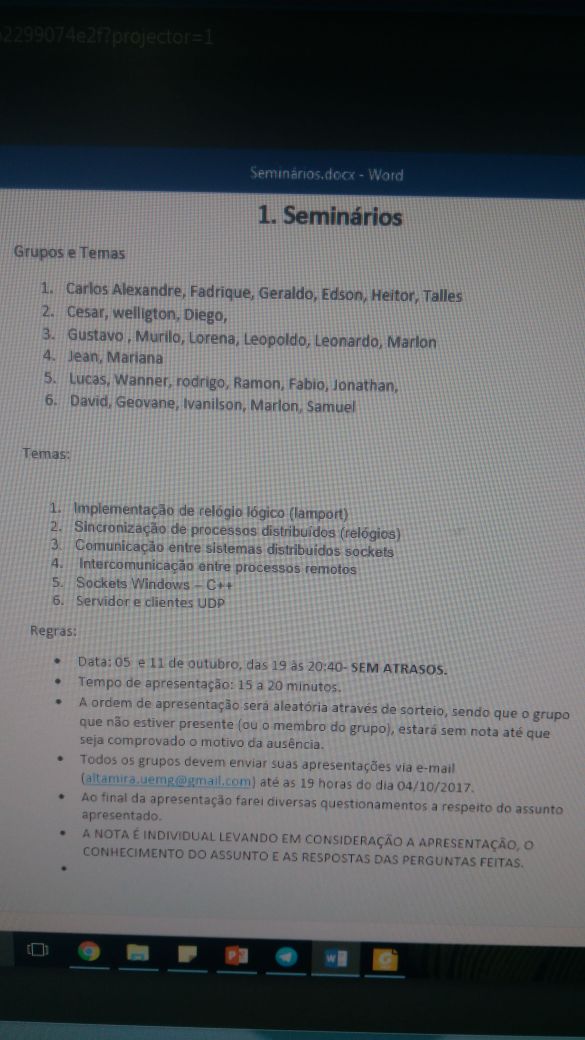 2299074e2f?projector=1
Seminários.docx - Word
1. Seminários
Grupos e Temas
1. Carlos Alexandre, Fadrique, Geraldo, Edson, Heitor, Talles
2. Cesar, welligton, Diego,
3. Gustavo , Murilo, Lorena, Leopoldo, Leonardo, Marlon
4. Jean, Mariana
5. Lucas, Wanner, rodrigo, Ramon, Fabio, Jonathan,
6. David, Geovane, Ivanilson, Marlon, Samuel
Temas:
1. Implementação de relógio lógico (lamport)
2. Sincronização de processos distribuídos (relógios)
3. Comunicação entre sistemas distribuídos sockets
4. Intercomunicação entre processos remotos
5. Sockets Windows – C++
6. Servidor e clientes UDP
Regras:
• Data: 05 e 11 de outubro, das 19 às 20:40- SEM ATRASOS.
• Tempo de apresentação: 15 a 20 minutos.
• A ordem de apresentação será aleatória através de sorteio, sendo que o grupo
que não estiver presente (ou o membro do grupo), estará sem nota até que
seja comprovado o motivo da ausência.
• Todos os grupos devem enviar suas apresentações via e-mail
(altamira.uemg@gmail.com) até as 19 horas do dia 04/10/2017.
• Ao final da apresentação farei diversas questionamentos a respeito do assunto
apresentado.
• A NOTA É INDIVIDUAL LEVANDO EM CONSIDERAÇÃO A APRESENTAÇÃO, O
CONHECIMENTO DO ASSUNTO E AS RESPOSTAS DAS PERGUNTAS FEITAS.
•